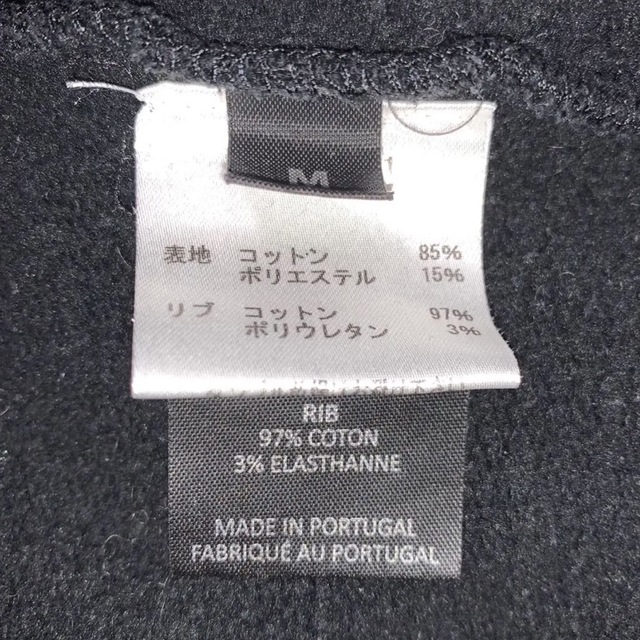 M
表地 コットン 85%
ポリエステル 15%
リブ コットン 97%
ポリウレタン 3%
RIB
97% COTON
3% ELASTHANNE
MADE IN PORTUGAL
FABRIQUÉ AU PORTUGAL